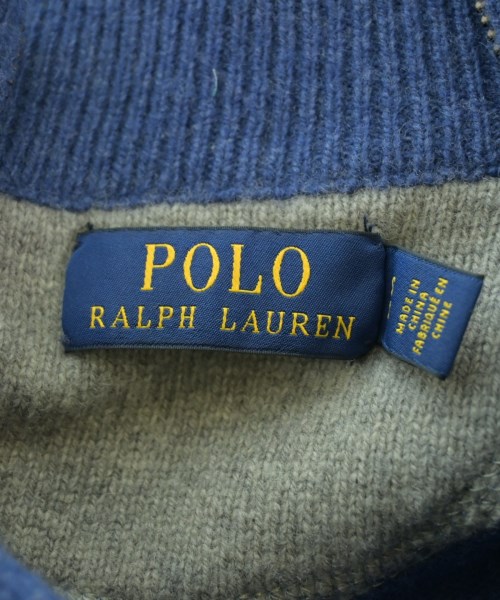 POLO
RALPH LAUREN
MADE IN
CHINA
FABRIQUÉ EN
CHINE